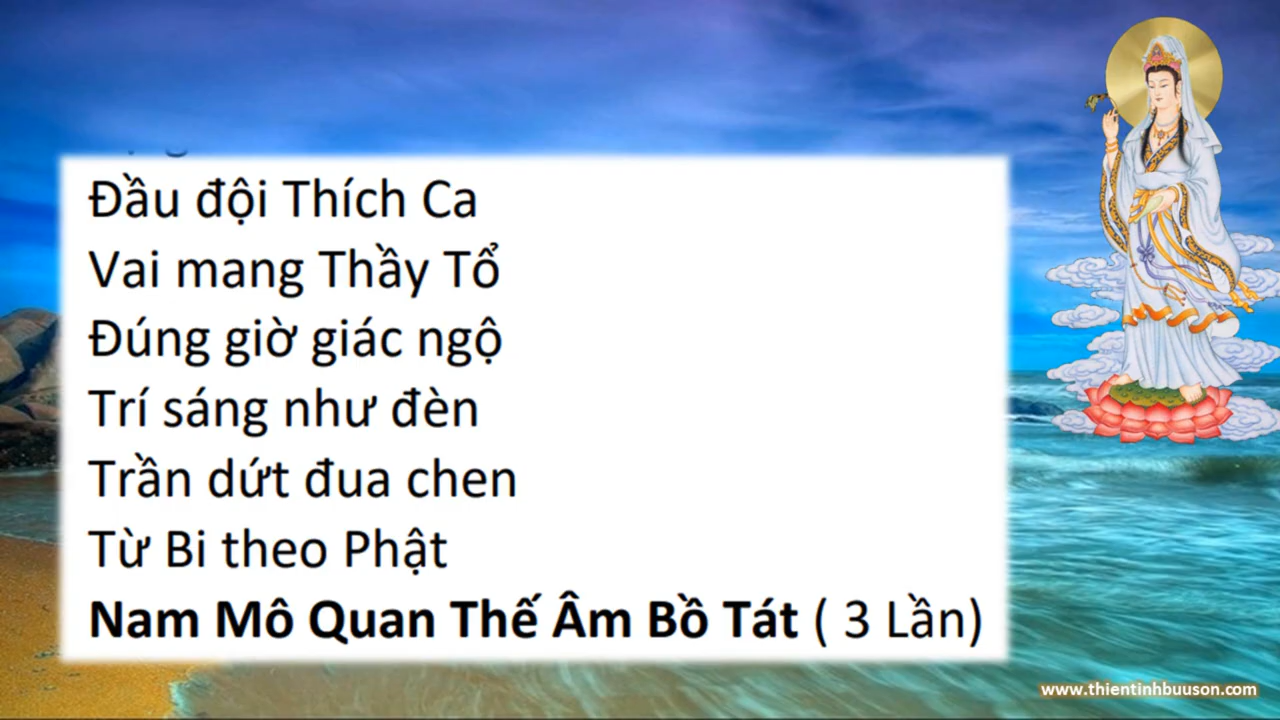 Đầu đội Thích Ca
Vai mang Thầy Tổ
Đúng giờ giác ngộ
Trí sáng như đèn
Trần dứt đua chen
Từ Bi theo Phật
Nam Mô Quan Thế Âm Bồ Tát ( 3 Lần)
www.thientinhbuuson.com